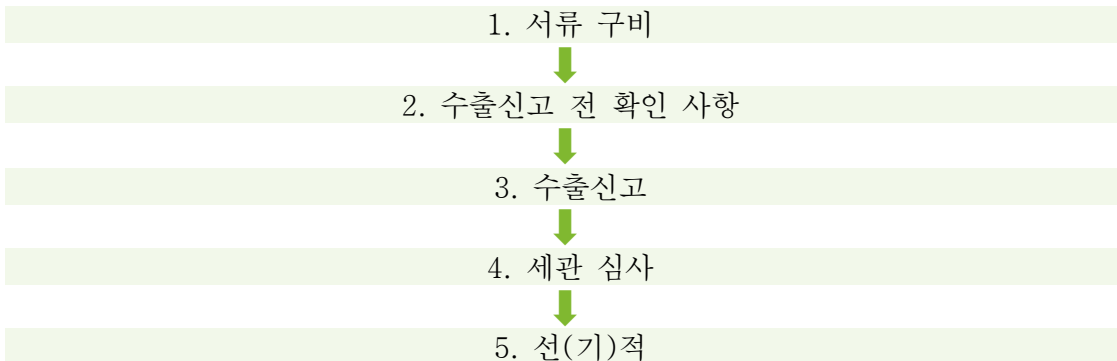 1. 서류 구비
2. 수출신고 전 확인 사항
3. 수출신고
4. 세관 심사
5. 선(기)적